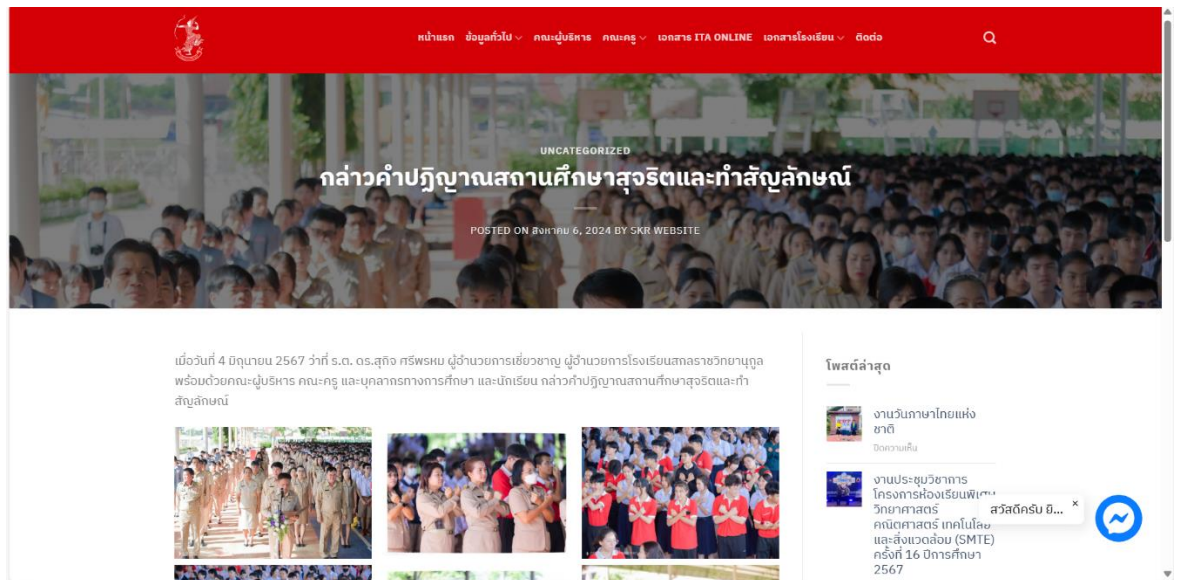 หน้าแรก ข้อมูลทั่วไป คณะผู้บริหาร คณะครู เอกสาร ITA ONLINE เอกสารโรงเรียน ติดต่อ
UNCATEGORIZED
กล่าวคำปฏิญาณสถานศึกษาสุจริตและทำสัญลักษณ์
POSTED ON สิงหาคม 6, 2024 BY SKR WEBSITE
เมื่อวันที่ 4 มิถุนายน 2567 ว่าที่ ร.ต. ดร.สุกิจ ศรีพรหม ผู้อำนวยการเชี่ยวชาญ ผู้อำนวยการโรงเรียนสกลราชวิทยานุกูล
พร้อมด้วยคณะผู้บริหาร คณะครู และบุคลากรทางการศึกษา และนักเรียน กล่าวคำปฏิญาณสถานศึกษาสุจริตและทำ
สัญลักษณ์
โพสต์ล่าสุด
งานวันภาษาไทยแห่ง
ชาติ
ปิดความเห็น
งานประชุมวิชาการ
โครงการห้องเรียนพิเศษ
วิทยาศาสตร์
คณิตศาสตร์ เทคโนโลยี
และสิ่งแวดล้อม (SMTE)
ครั้งที่ 16 ปีการศึกษา
2567
สวัสดีครับ ยิ... ×